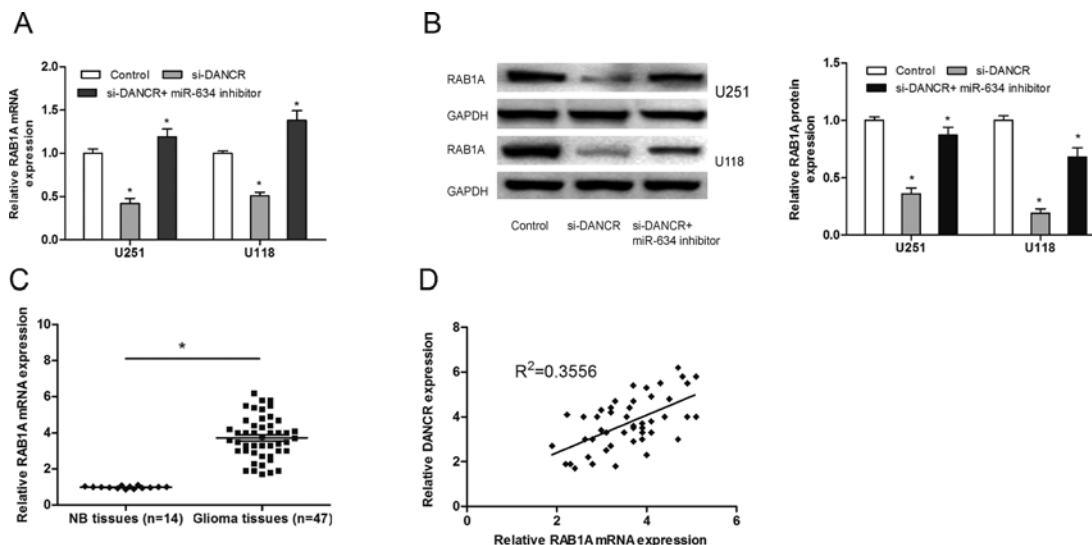 A
Control
si-DANCR
si-DANCR+ miR-634 inhibitor
Relative RAB1A mRNA
expression
2.0
1.5
1.0
0.5
0.0
* * * *
U251
U118
B
RAB1A
GAPDH
U251
RAB1A
GAPDH
U118
Control
si-DANCR
si-DANCR+
miR-634 inhibitor
Control
si-DANCR
si-DANCR+ miR-634 inhibitor
Relative RAB1A protein
expression
1.5
1.0
0.5
0.0
* * * *
U251
U118
C
Relative RAB1A mRNA expression
10
8
6
4
2
0
*
NB tissues (n=14)
Glioma tissues (n=47)
D
Relative DANCR expression
8
6
4
2
0
R²=0.3556
0 2 4 6
Relative RAB1A mRNA expression